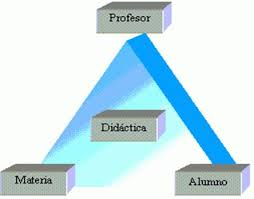 Profesor
Didáctica
Materia
Alumno